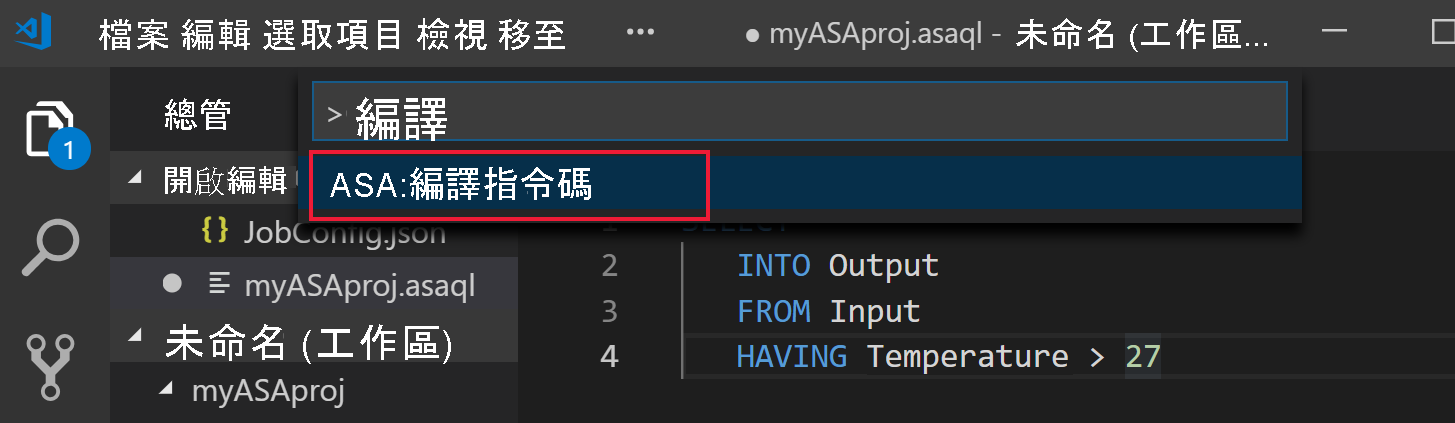 檔案 編輯 選取項目 檢視 移至 ••• ● myASAproj.asaql - 未命名 (工作區...
總管
1
> 編譯
ASA:編譯指令碼
開啟編輯
{} JobConfig.json
myASAproj.asaql
未命名 (工作區)
myASAproj
1 SELECT
2 INTO Output
3 FROM Input
4 HAVING Temperature > 27